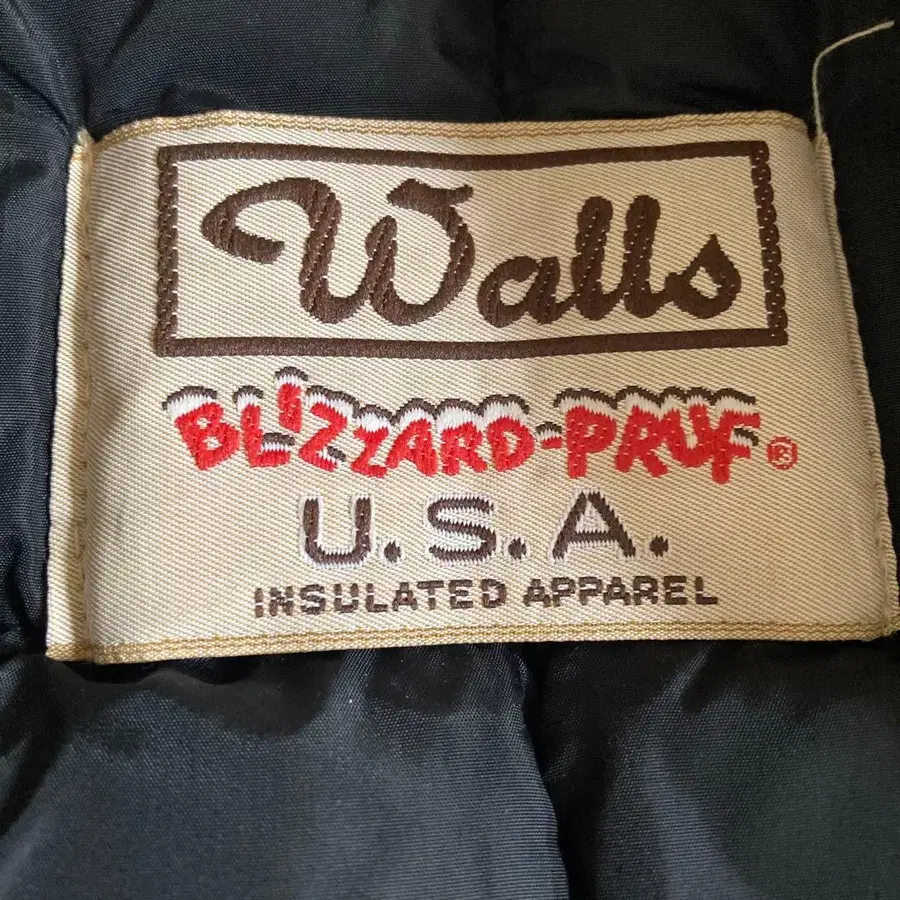 Walls
BLIZZARD-PRUF®
U.S.A.
INSULATED APPAREL